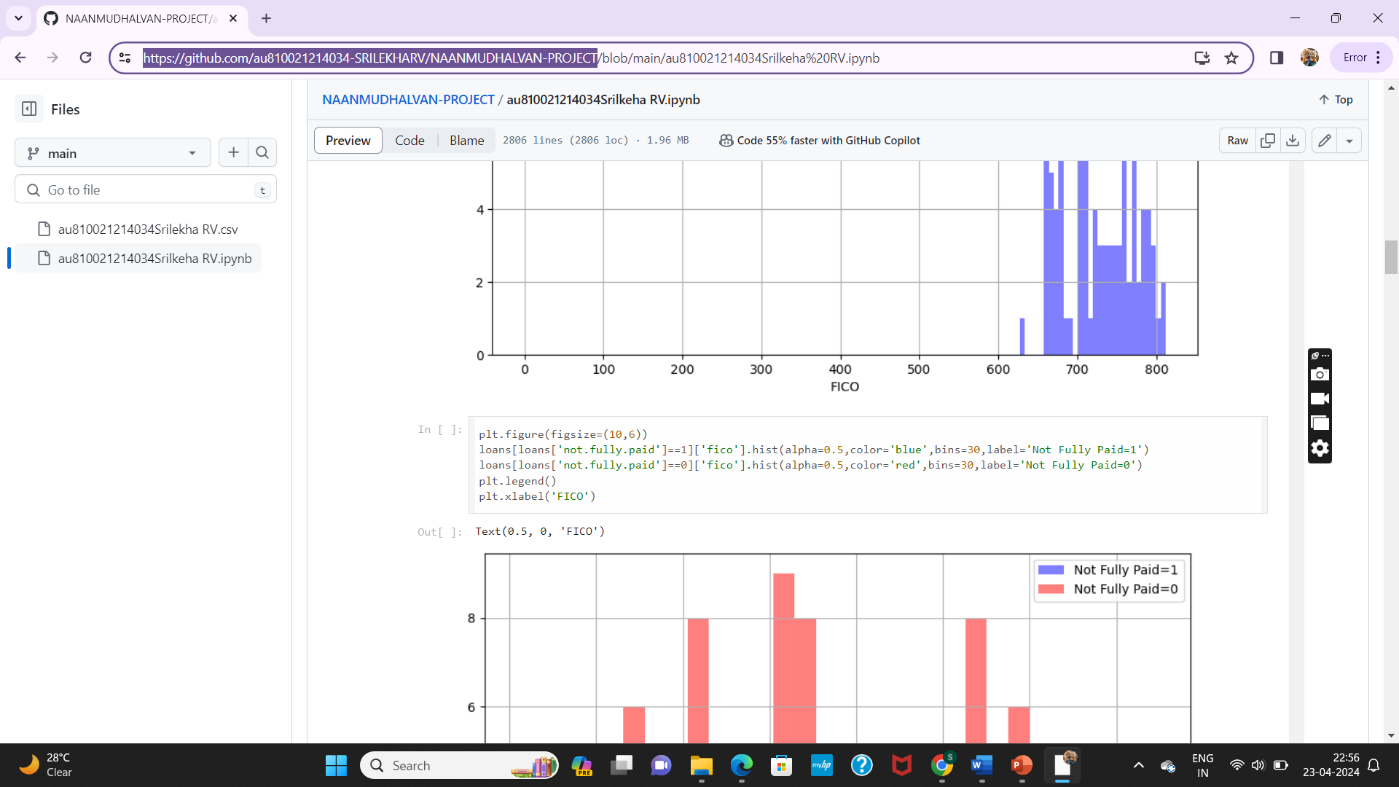 NAANMUDHALVAN-PROJECT/a
https://github.com/au810021214034-SRILEKHARV/NAANMUDHALVAN-PROJECT/blob/main/au810021214034Srilkeha%20RV.ipynb
Error
Files
main
Go to file
t
au810021214034Srilekha RV.csv
au810021214034Srilkeha RV.ipynb
NAANMUDHALVAN-PROJECT / au810021214034Srilkeha RV.ipynb
Top
Preview Code Blame 2806 lines (2806 loc) · 1.96 MB Code 55% faster with GitHub Copilot Raw
4
2
0
0 100 200 300 400 500 600 700 800
FICO
In [ ]:
plt.figure(figsize=(10,6))
loans[loans['not.fully.paid']==1]['fico'].hist(alpha=0.5,color='blue',bins=30,label='Not Fully Paid=1')
loans[loans['not.fully.paid']==0]['fico'].hist(alpha=0.5,color='red',bins=30,label='Not Fully Paid=0')
plt.legend()
plt.xlabel('FICO')
Out[ ]: Text(0.5, 0, 'FICO')
Not Fully Paid=1
Not Fully Paid=0
8
6
28°C
Clear
Search
PRE
myhp
S
W
P
ENG
IN
22:56
23-04-2024